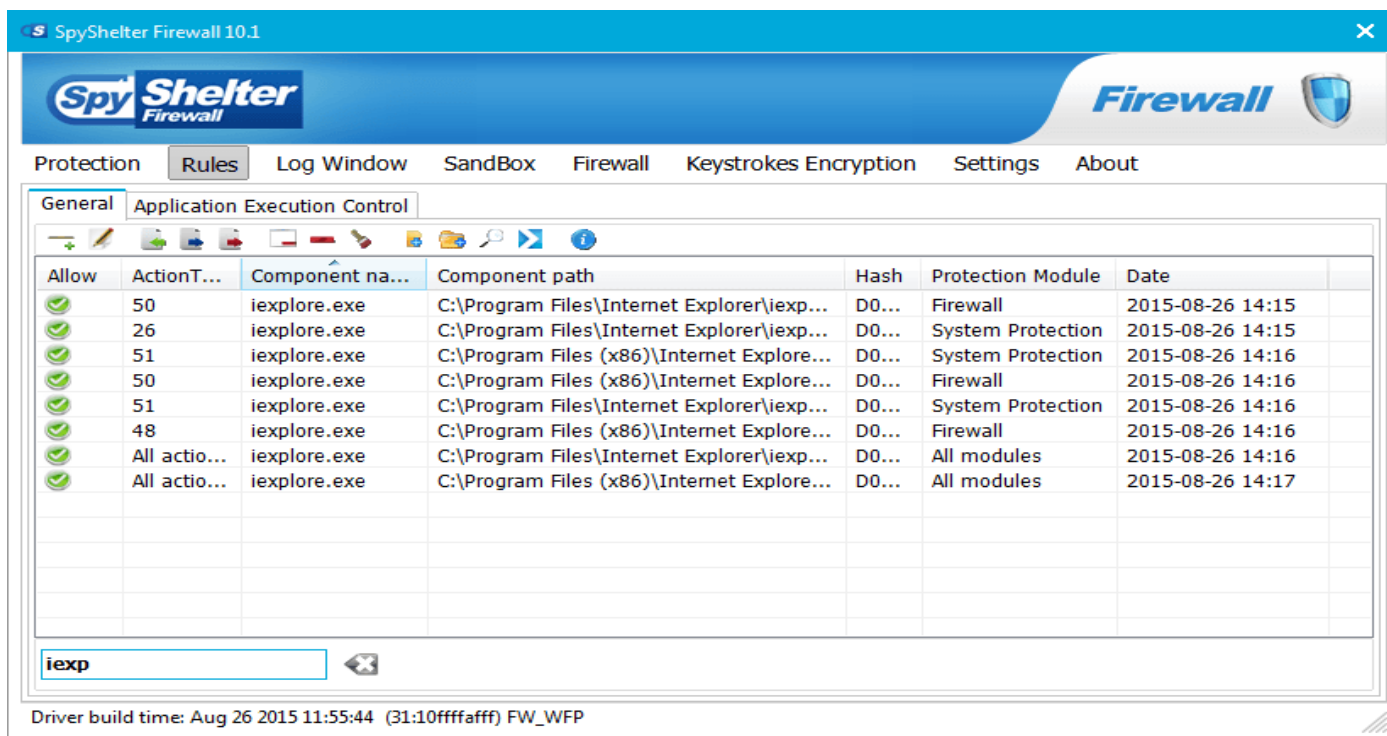 SpyShelter Firewall 10.1
Spy Shelter Firewall
Firewall
Protection Rules Log Window SandBox Firewall Keystrokes Encryption Settings About
General Application Execution Control
Allow ActionT... Component na... Component path Hash Protection Module Date
50 iexplore.exe C:\Program Files\Internet Explorer\iexp... D0... Firewall 2015-08-26 14:15
26 iexplore.exe C:\Program Files\Internet Explorer\iexp... D0... System Protection 2015-08-26 14:15
51 iexplore.exe C:\Program Files (x86)\Internet Explore... D0... System Protection 2015-08-26 14:16
50 iexplore.exe C:\Program Files (x86)\Internet Explore... D0... Firewall 2015-08-26 14:16
51 iexplore.exe C:\Program Files\Internet Explorer\iexp... D0... System Protection 2015-08-26 14:16
48 iexplore.exe C:\Program Files (x86)\Internet Explore... D0... Firewall 2015-08-26 14:16
All actio... iexplore.exe C:\Program Files\Internet Explorer\iexp... D0... All modules 2015-08-26 14:16
All actio... iexplore.exe C:\Program Files (x86)\Internet Explore... D0... All modules 2015-08-26 14:17
iexp
Driver build time: Aug 26 2015 11:55:44 (31:10ffffafff) FW_WFP